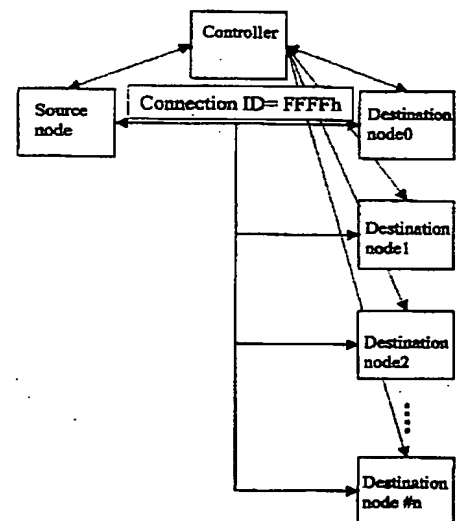 Controller
Source
node
Connection ID= FFFFh
Destination
node0
Destination
node1
Destination
node2
Destination
node #n